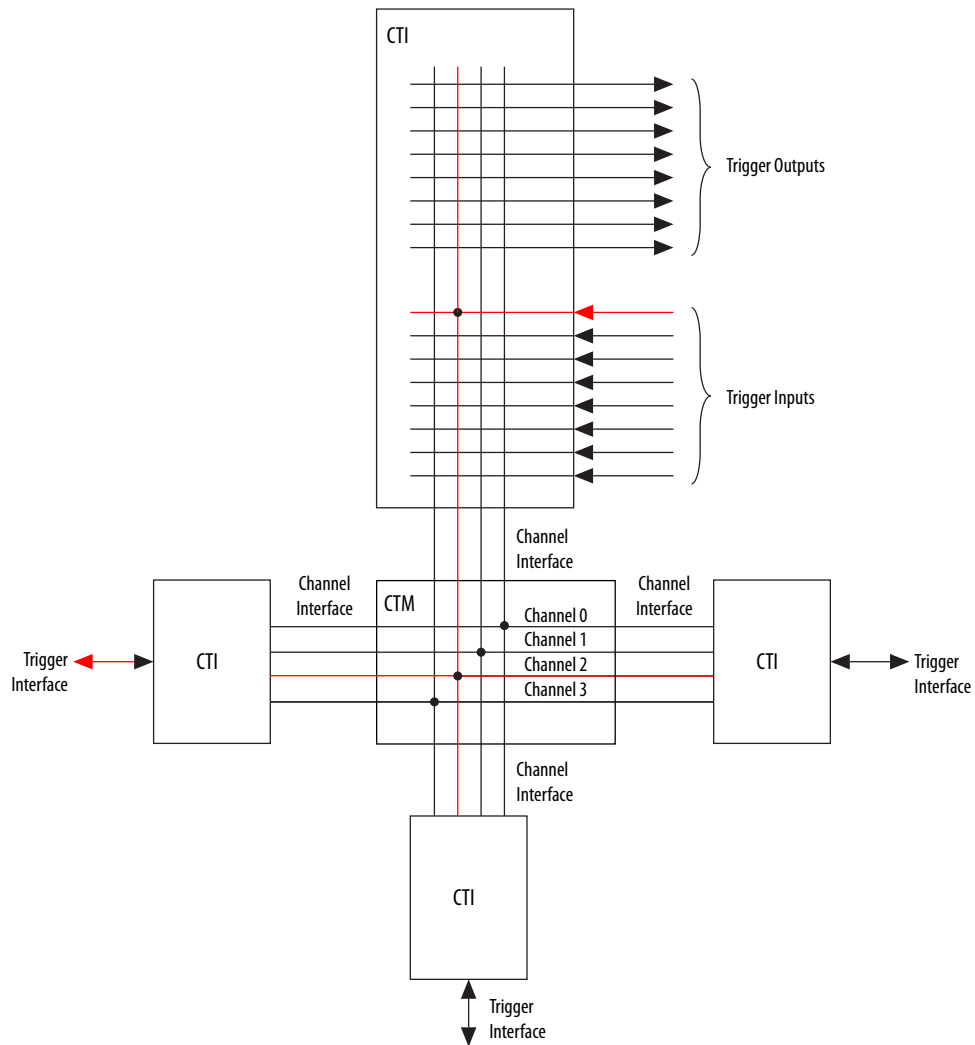 CTI
Trigger Outputs
Trigger Inputs
Channel
Interface
Channel
Interface
CTM
Channel 0
Channel 1
Channel 2
Channel 3
Channel
Interface
Trigger
Interface
CTI
CTI
Trigger
Interface
Channel
Interface
CTI
Trigger
Interface